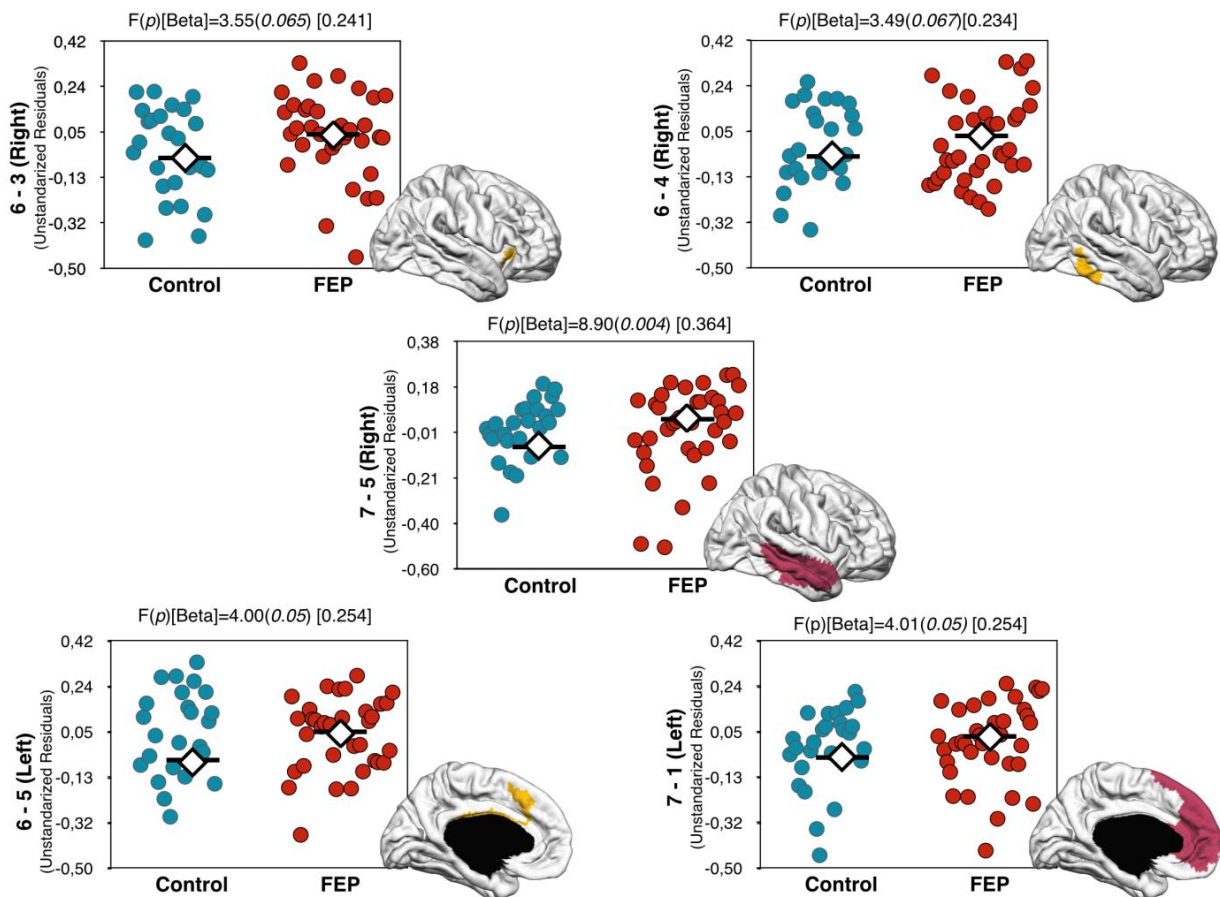 F(p)[Beta]=3.55(0.065) [0.241]
6 - 3 (Right)
(Unstandarized Residuals)
0,42
0,24
0,05
-0,13
-0,32
-0,50
Control FEP
F(p)[Beta]=3.49(0.067)[0.234]
6 - 4 (Right)
(Unstandarized Residuals)
0,42
0,24
0,05
-0,13
-0,32
-0,50
Control FEP
F(p)[Beta]=8.90(0.004) [0.364]
7 - 5 (Right)
(Unstandarized Residuals)
0,38
0,18
-0,01
-0,21
-0,40
-0,60
Control FEP
F(p)[Beta]=4.00(0.05) [0.254]
6 - 5 (Left)
(Unstandarized Residuals)
0,42
0,24
0,05
-0,13
-0,32
-0,50
Control FEP
F(p)[Beta]=4.01(0.05) [0.254]
7 - 1 (Left)
(Unstandarized Residuals)
0,42
0,24
0,05
-0,13
-0,32
-0,50
Control FEP